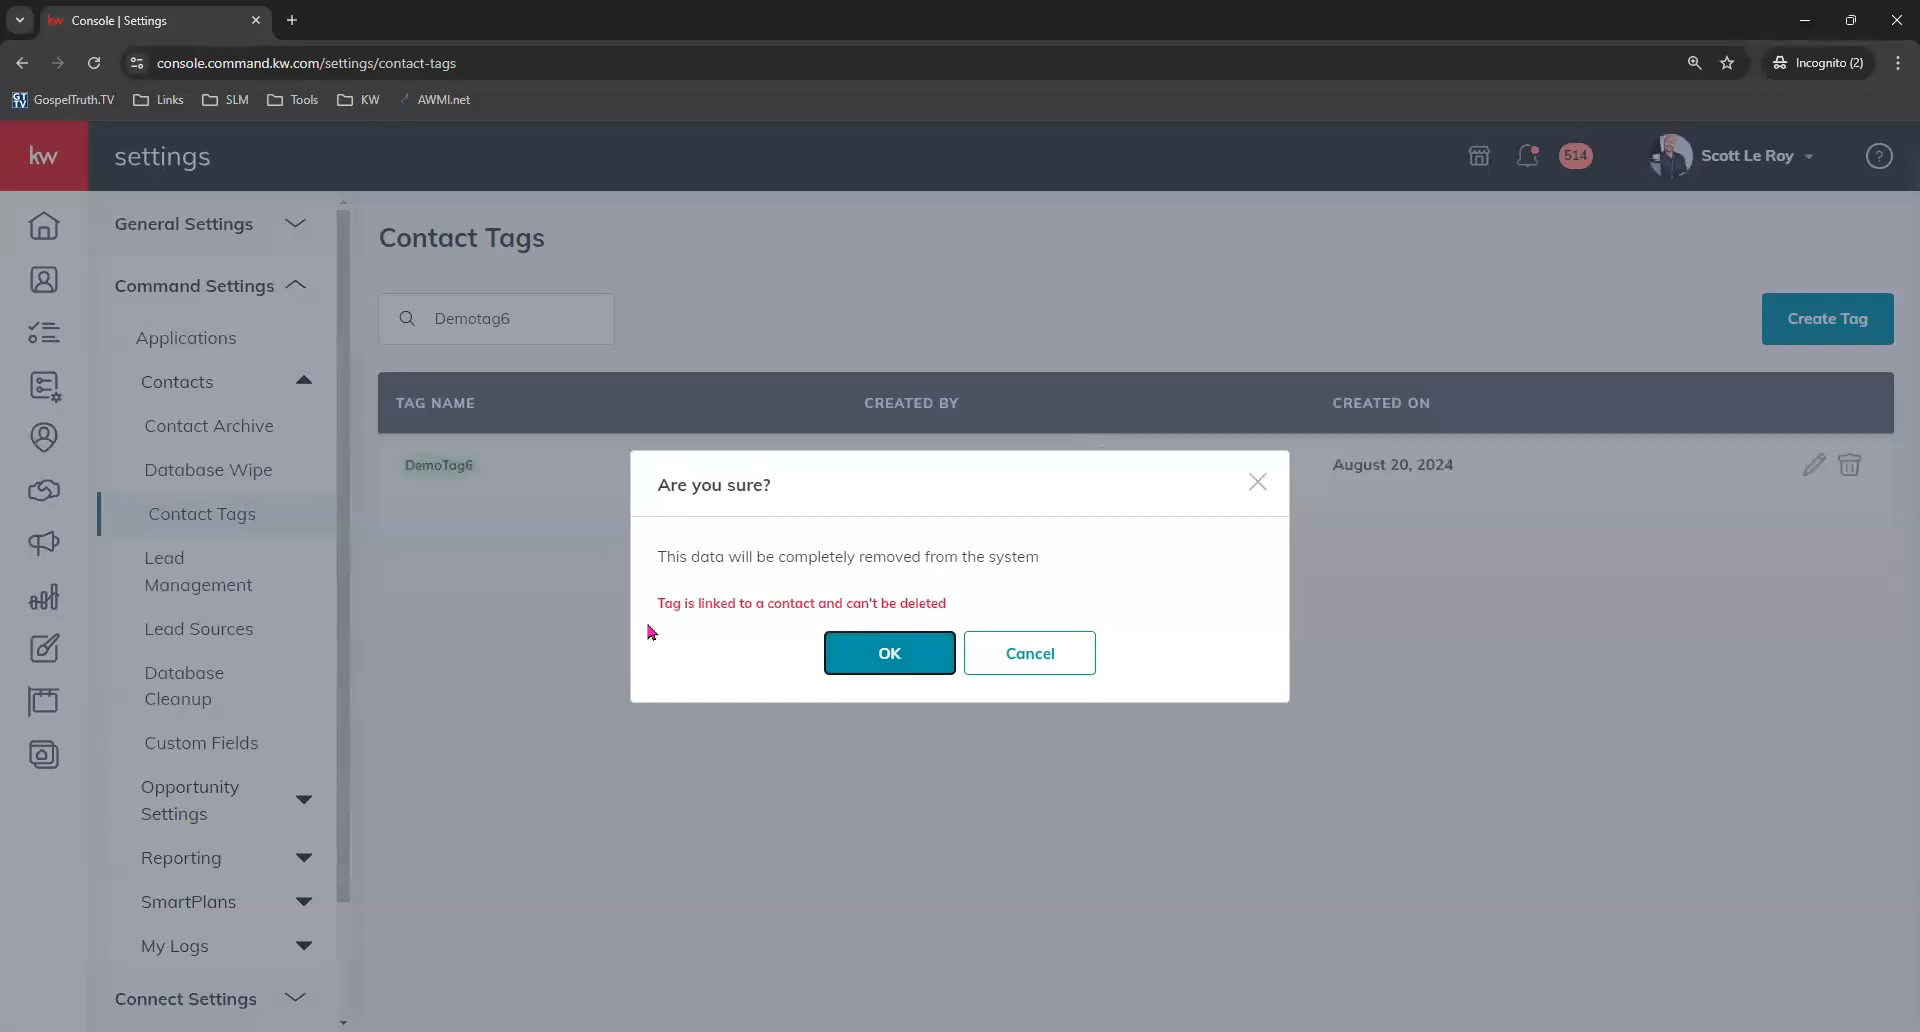 kw Console | Settings
console.command.kw.com/settings/contact-tags
Incognito (2)
GT TV GospelTruth.TV Links SLM Tools KW AWMI.net
kw settings 514 Scott Le Roy ?
General Settings
Command Settings
Applications
Contacts
Contact Archive
Database Wipe
Contact Tags
Lead
Management
Lead Sources
Database
Cleanup
Custom Fields
Opportunity
Settings
Reporting
SmartPlans
My Logs
Connect Settings
Contact Tags
Demotag6
Create Tag
TAG NAME CREATED BY CREATED ON
DemoTag6 August 20, 2024
Are you sure?
This data will be completely removed from the system
Tag is linked to a contact and can't be deleted
OK Cancel